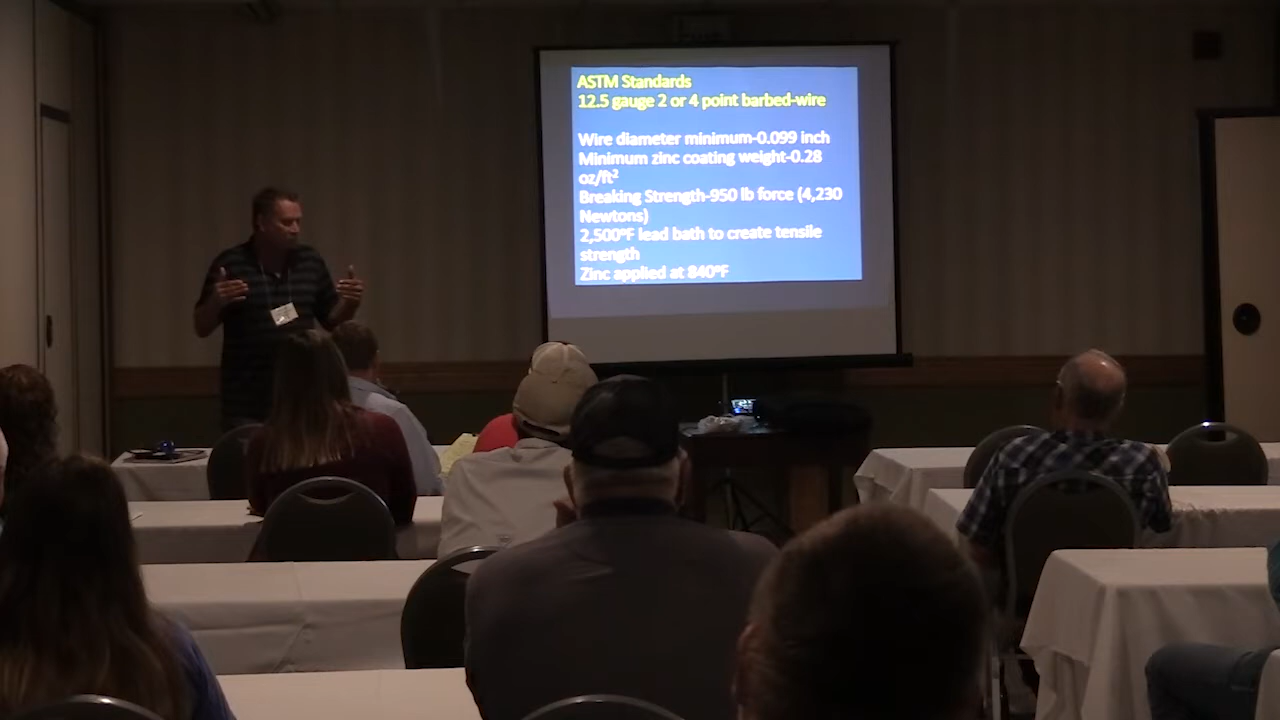 ASTM Standards
12.5 gauge 2 or 4 point barbed-wire
Wire diameter minimum-0.099 inch
Minimum zinc coating weight-0.28
oz/ft²
Breaking Strength-950 lb force (4,230
Newtons)
2,500ºF lead bath to create tensile
strength
Zinc applied at 840ºF